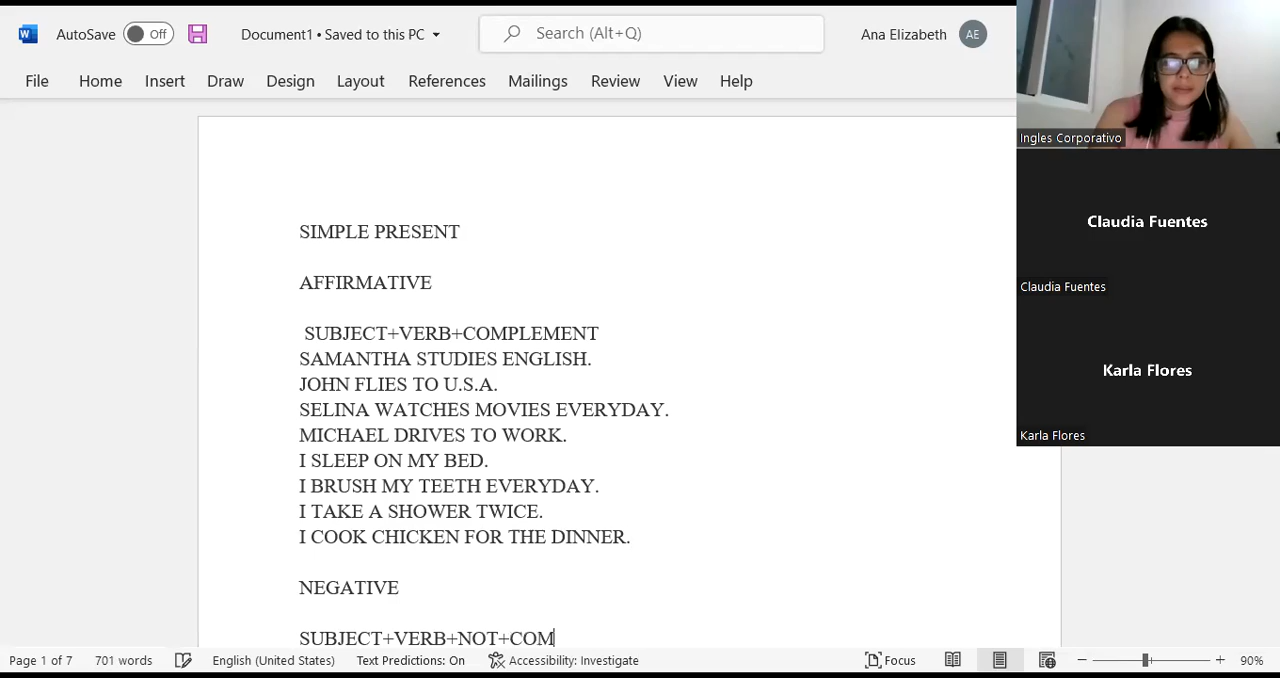 AutoSave Off Document1 • Saved to this PC Search (Alt+Q) Ana Elizabeth AE
File Home Insert Draw Design Layout References Mailings Review View Help
Ingles Corporativo
Claudia Fuentes
Claudia Fuentes
Karla Flores
Karla Flores
SIMPLE PRESENT
AFFIRMATIVE
SUBJECT+VERB+COMPLEMENT
SAMANTHA STUDIES ENGLISH.
JOHN FLIES TO U.S.A.
SELINA WATCHES MOVIES EVERYDAY.
MICHAEL DRIVES TO WORK.
I SLEEP ON MY BED.
I BRUSH MY TEETH EVERYDAY.
I TAKE A SHOWER TWICE.
I COOK CHICKEN FOR THE DINNER.
NEGATIVE
SUBJECT+VERB+NOT+COM
Page 1 of 7 701 words English (United States) Text Predictions: On Accessibility: Investigate Focus 90%